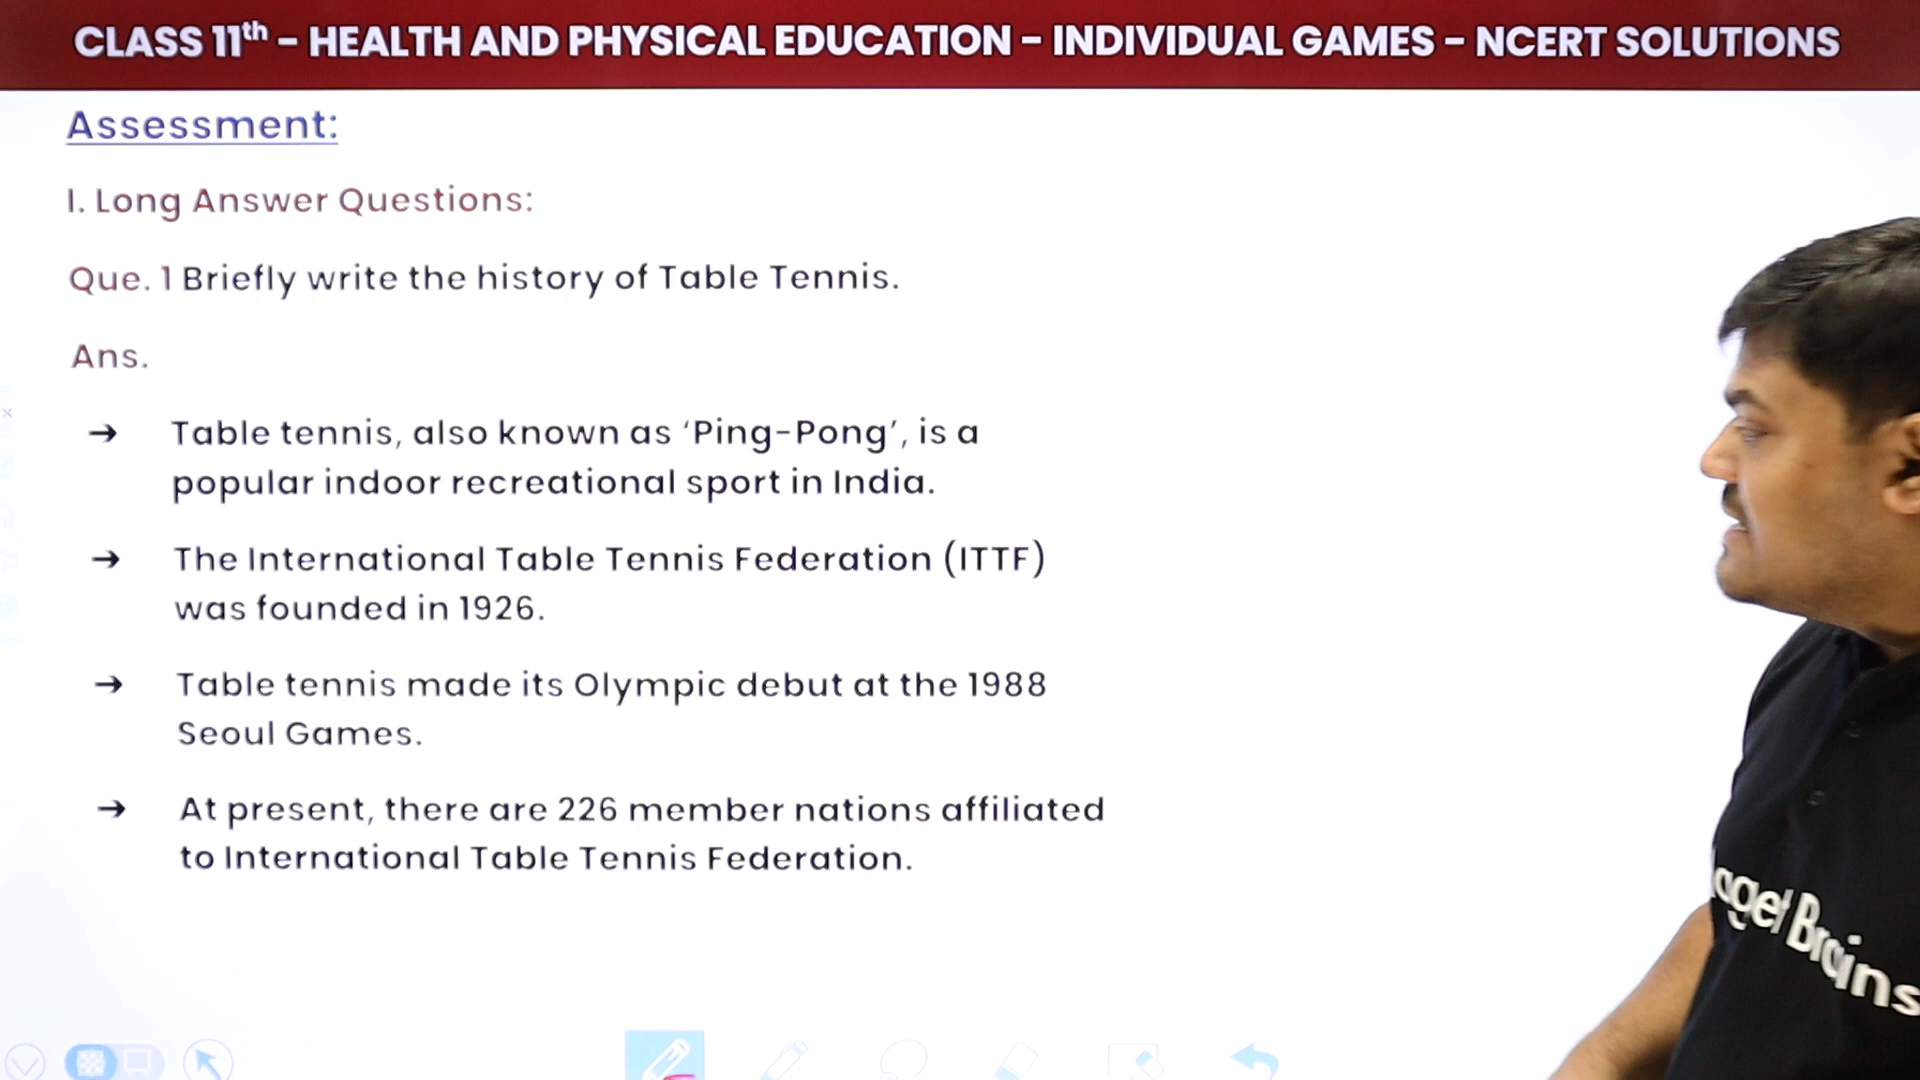 CLASS 11th - HEALTH AND PHYSICAL EDUCATION - INDIVIDUAL GAMES - NCERT SOLUTIONS
Assessment:
I. Long Answer Questions:
Que. 1 Briefly write the history of Table Tennis.
Ans.
→ Table tennis, also known as ‘Ping-Pong’, is a
popular indoor recreational sport in India.
→ The International Table Tennis Federation (ITTF)
was founded in 1926.
→ Table tennis made its Olympic debut at the 1988
Seoul Games.
→ At present, there are 226 member nations affiliated
to International Table Tennis Federation.
Brains